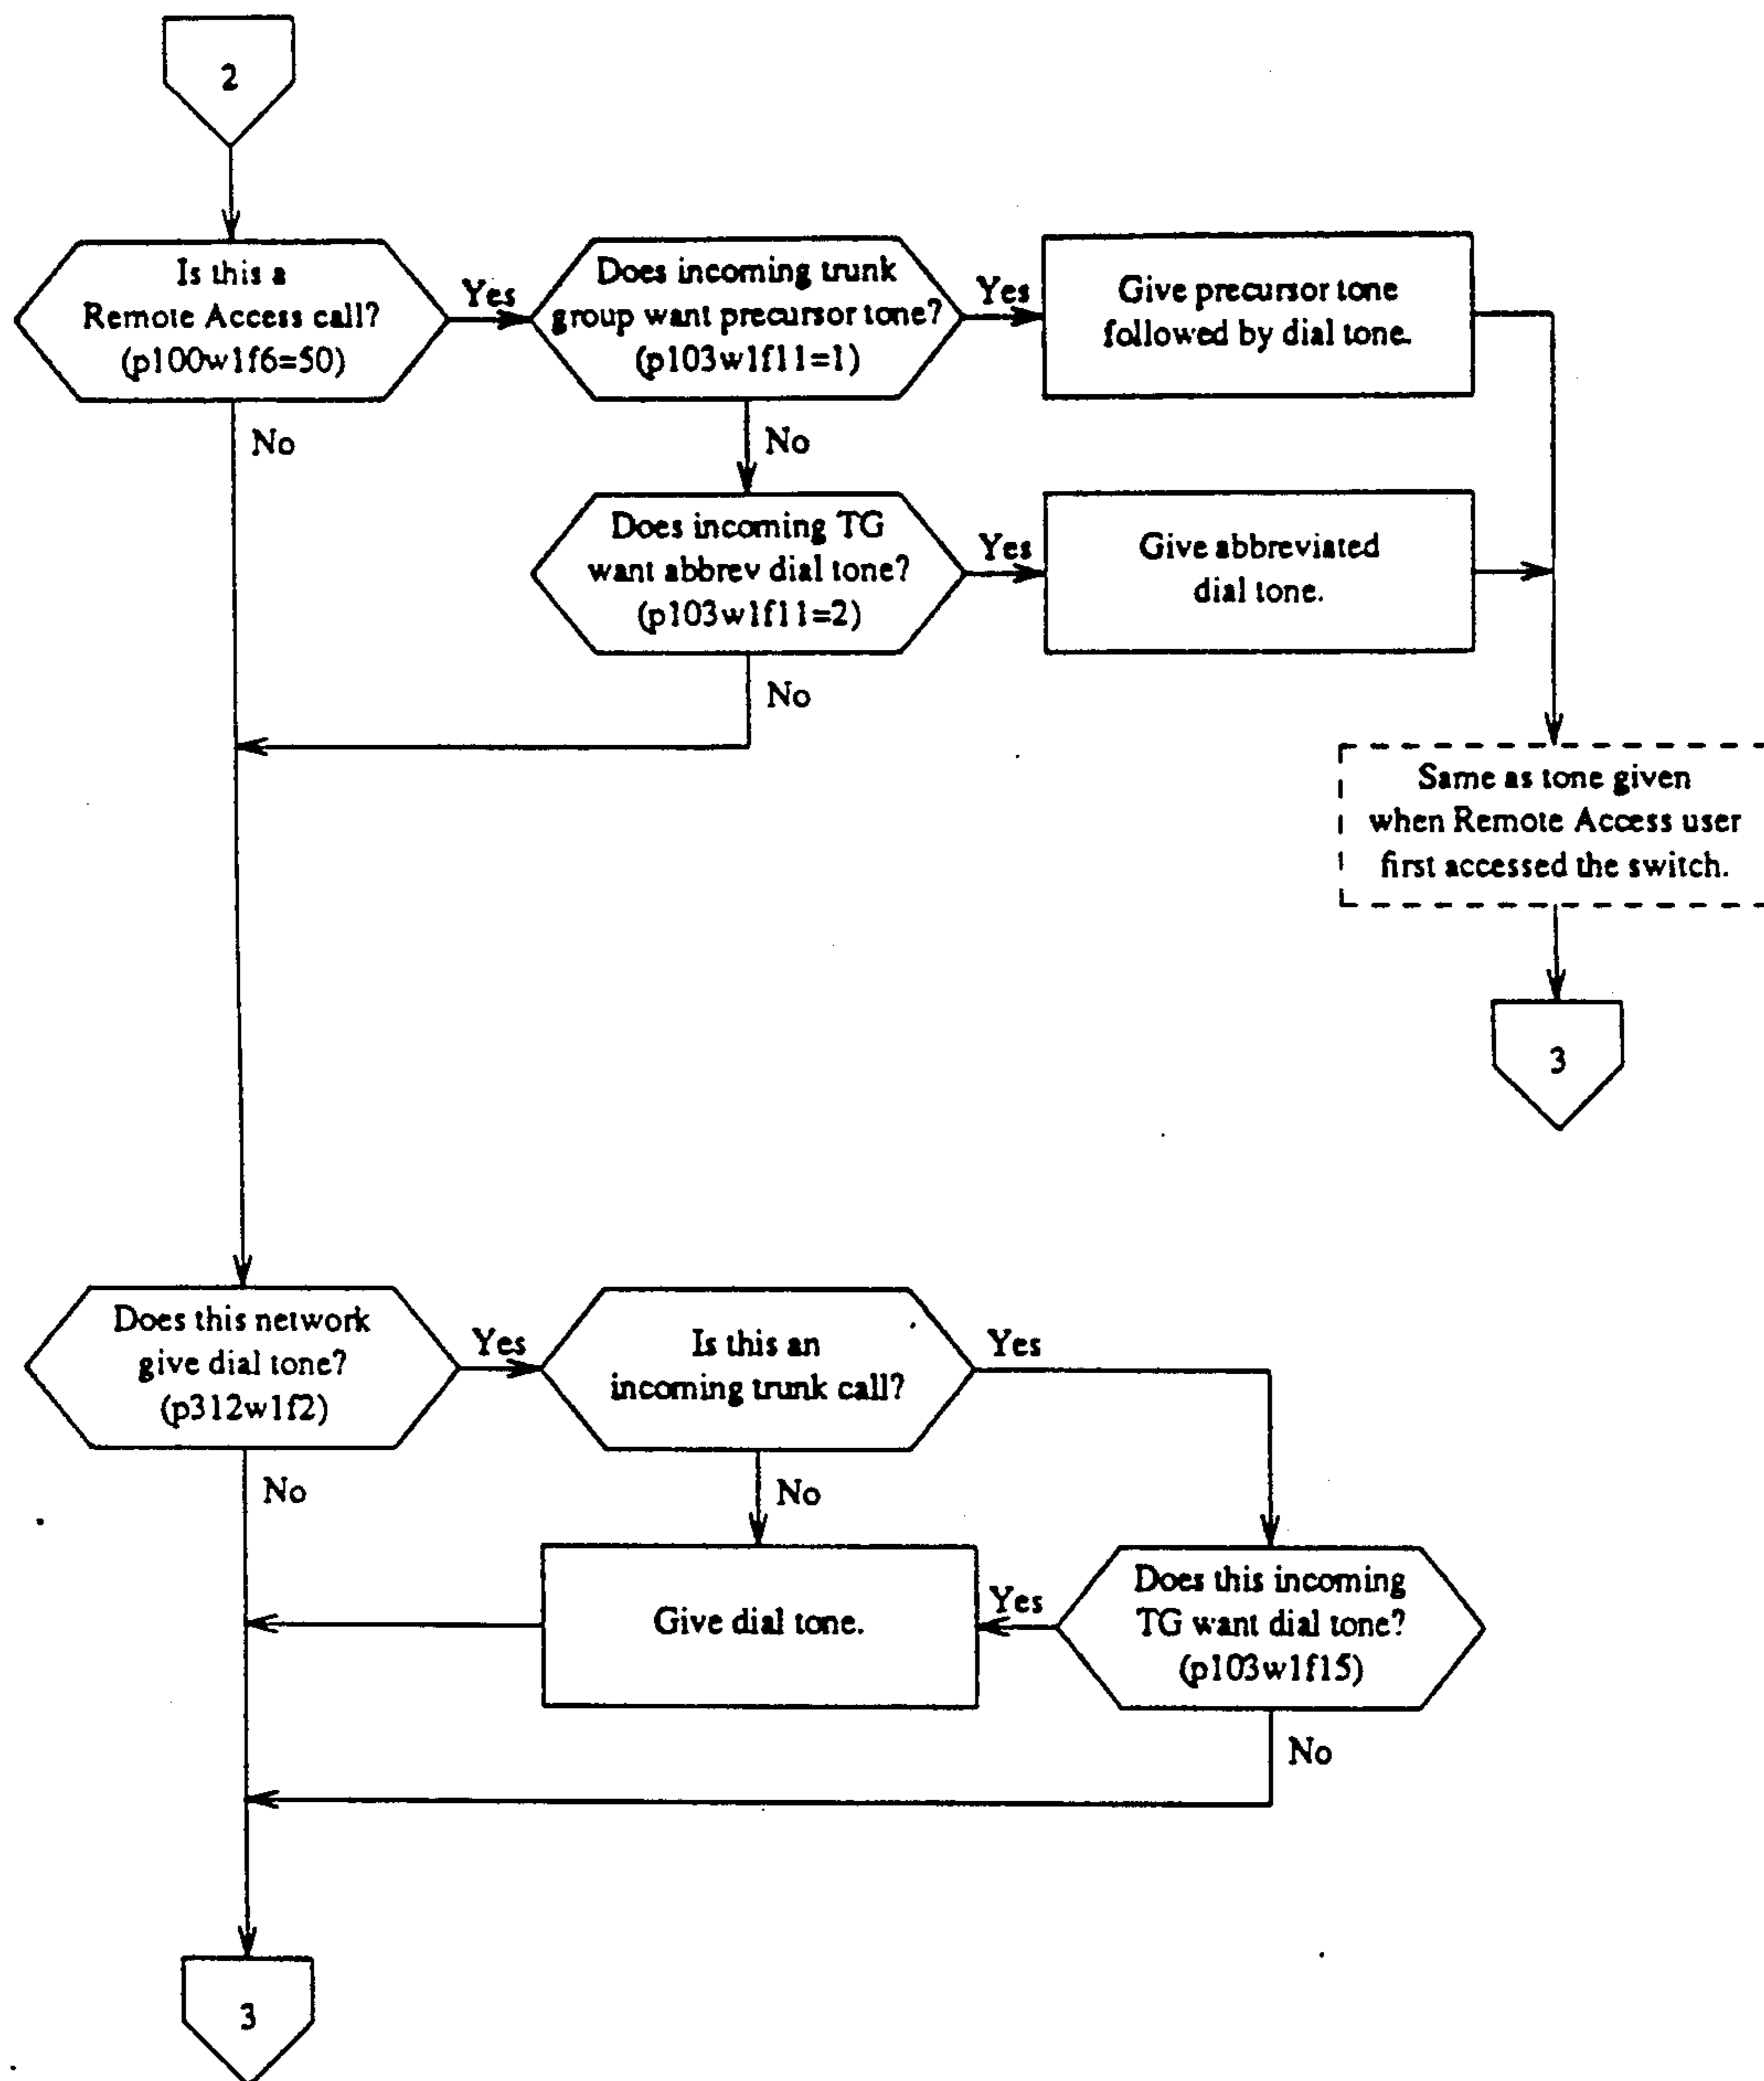 2
Is this a
Remote Access call?
(p100w1f6=50)
Yes
Does incoming trunk
group want precursor tone?
(p103w1f11=1)
Yes
Give precursor tone
followed by dial tone.
No
No
Does incoming TG
want abbrev dial tone?
(p103w1f11=2)
Yes
Give abbreviated
dial tone.
No
Same as tone given
when Remote Access user
first accessed the switch.
3
Does this network
give dial tone?
(p312w1f2)
Yes
Is this an
incoming trunk call?
Yes
No
No
Give dial tone.
Yes
Does this incoming
TG want dial tone?
(p103w1f15)
No
3